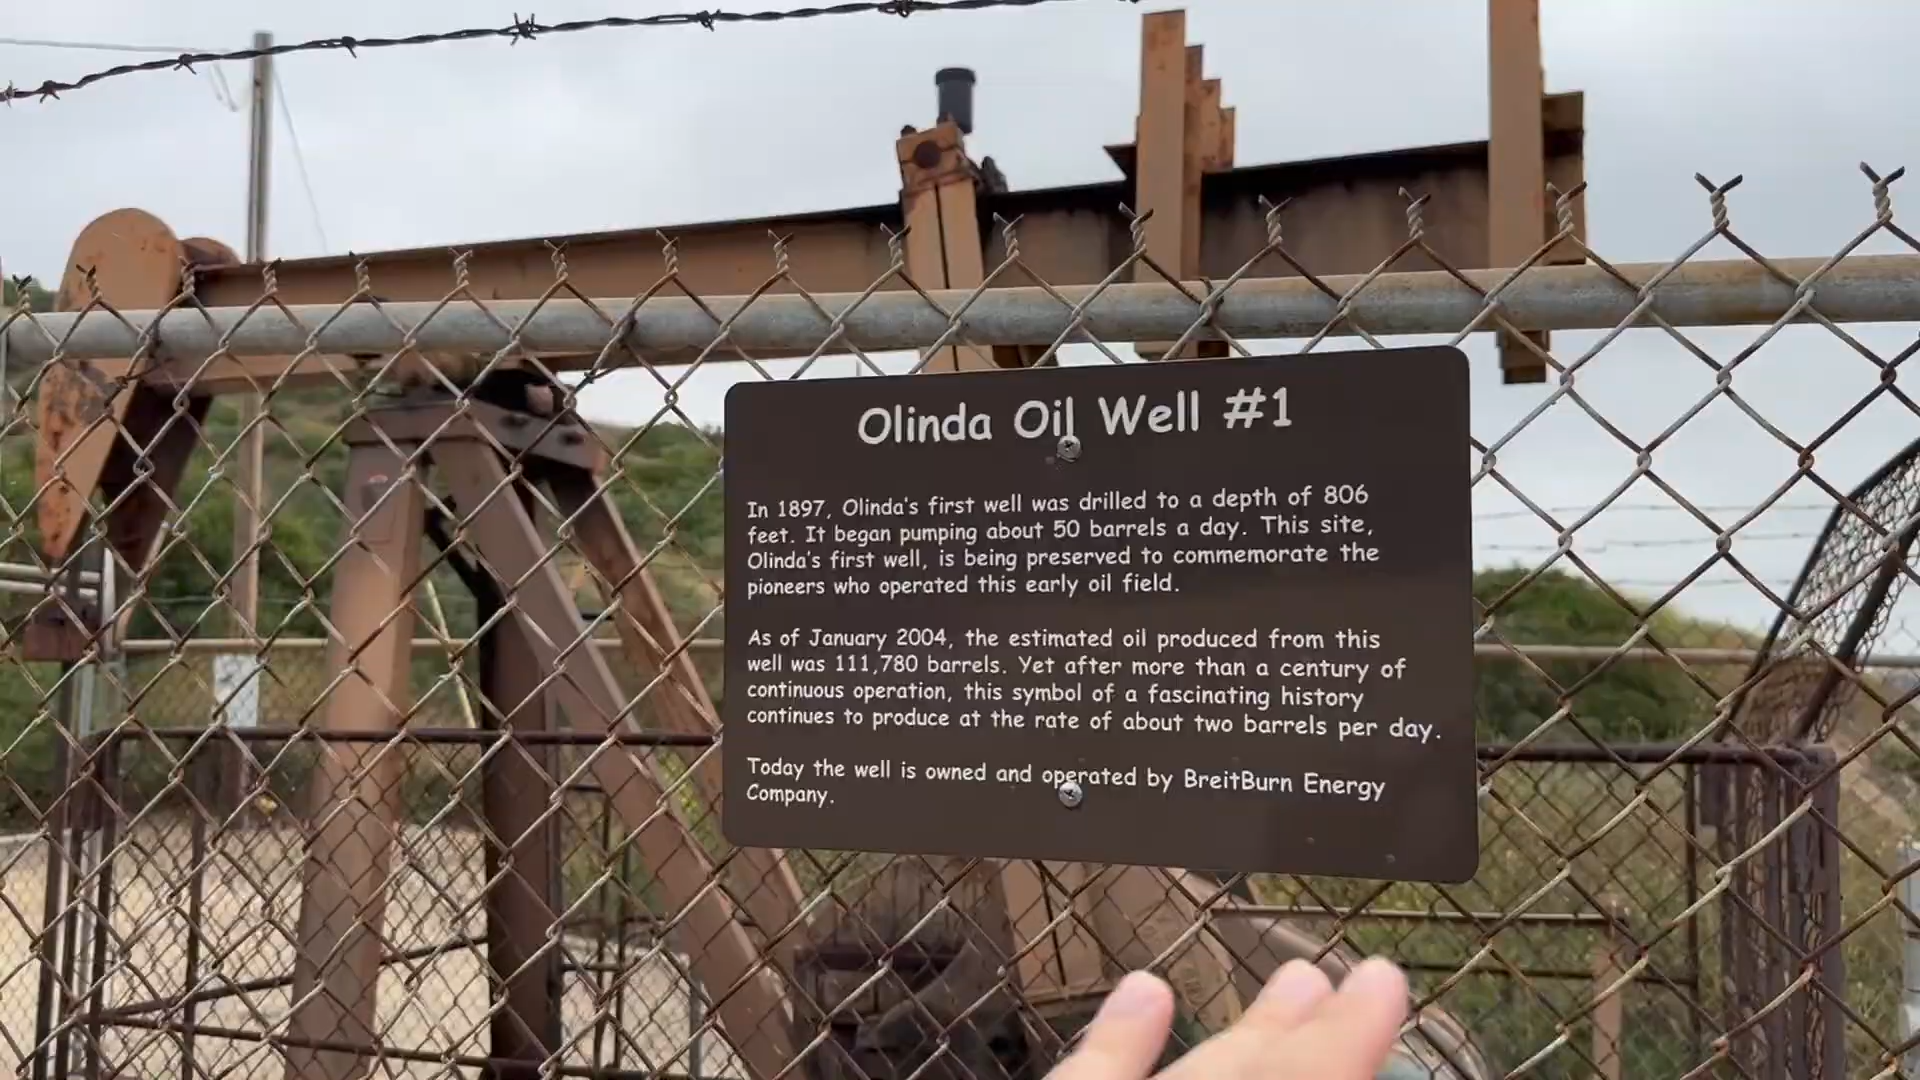 Olinda Oil Well #1
In 1897, Olinda's first well was drilled to a depth of 806
feet. It began pumping about 50 barrels a day. This site,
Olinda's first well, is being preserved to commemorate the
pioneers who operated this early oil field.
As of January 2004, the estimated oil produced from this
well was 111,780 barrels. Yet after more than a century of
continuous operation, this symbol of a fascinating history
continues to produce at the rate of about two barrels per day.
Today the well is owned and operated by BreitBurn Energy
Company.